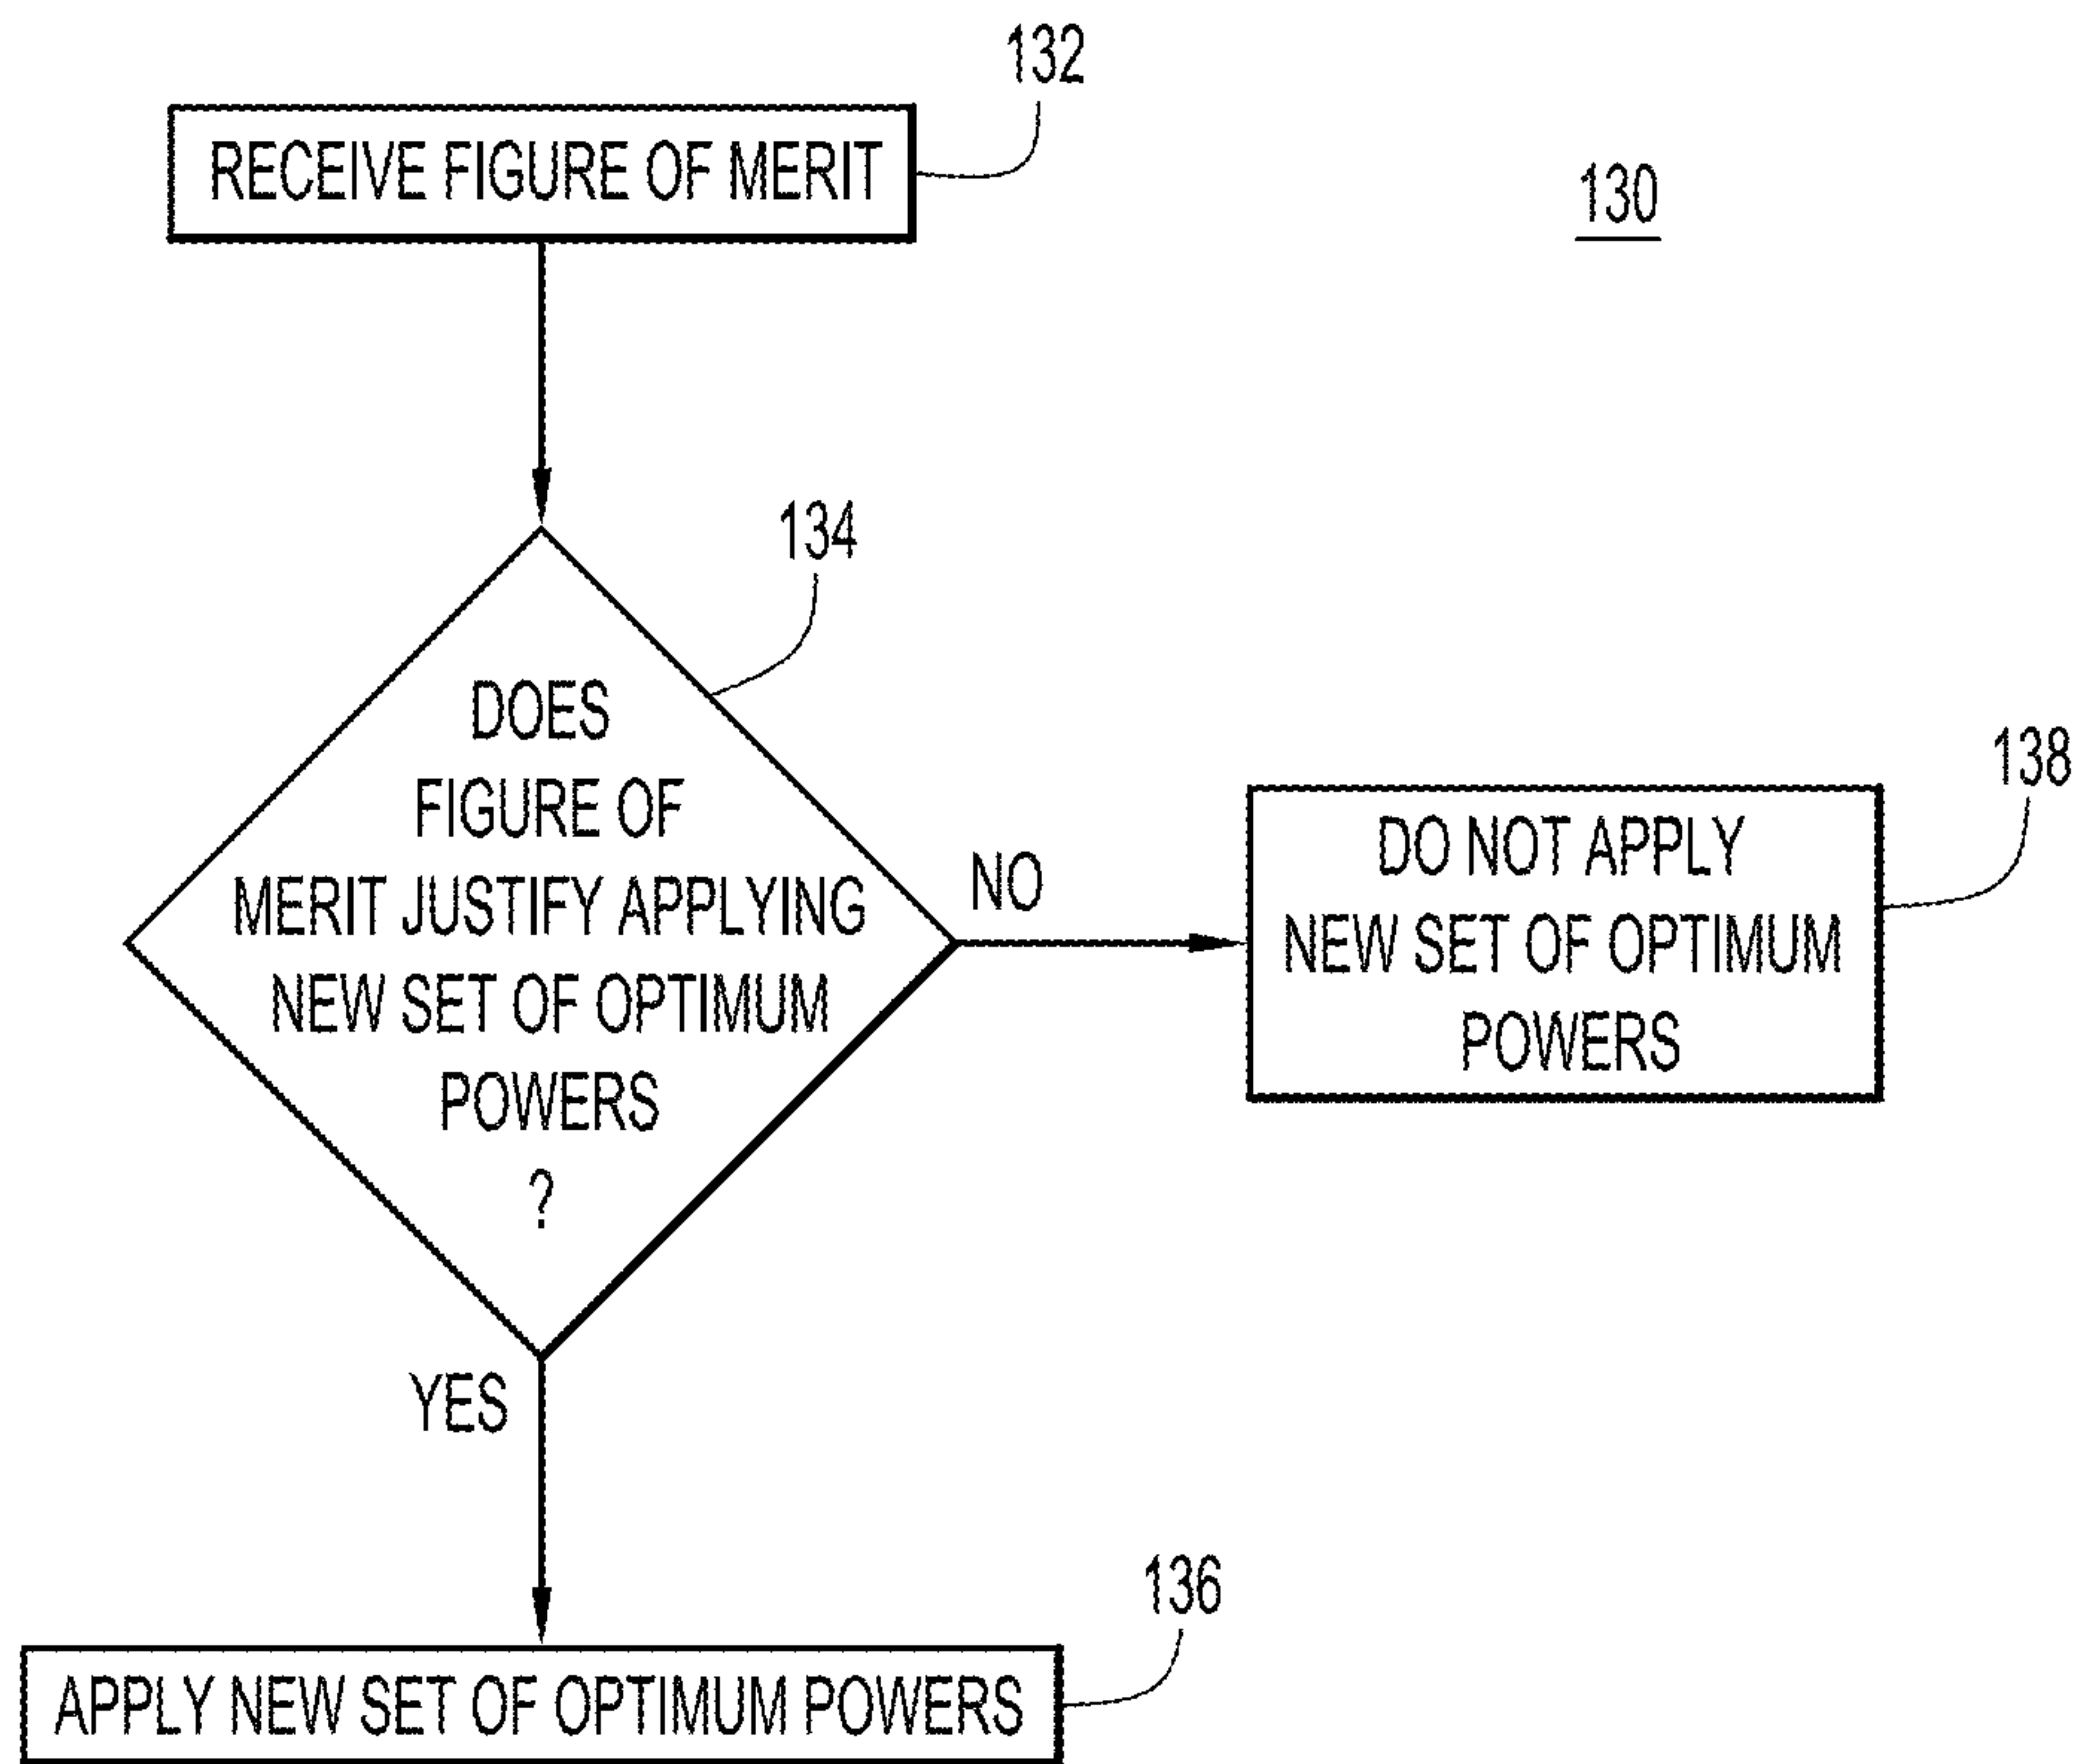 132
RECEIVE FIGURE OF MERIT
130
134
DOES
FIGURE OF
MERIT JUSTIFY APPLYING
NEW SET OF OPTIMUM
POWERS
?
NO
138
DO NOT APPLY
NEW SET OF OPTIMUM
POWERS
YES
136
APPLY NEW SET OF OPTIMUM POWERS